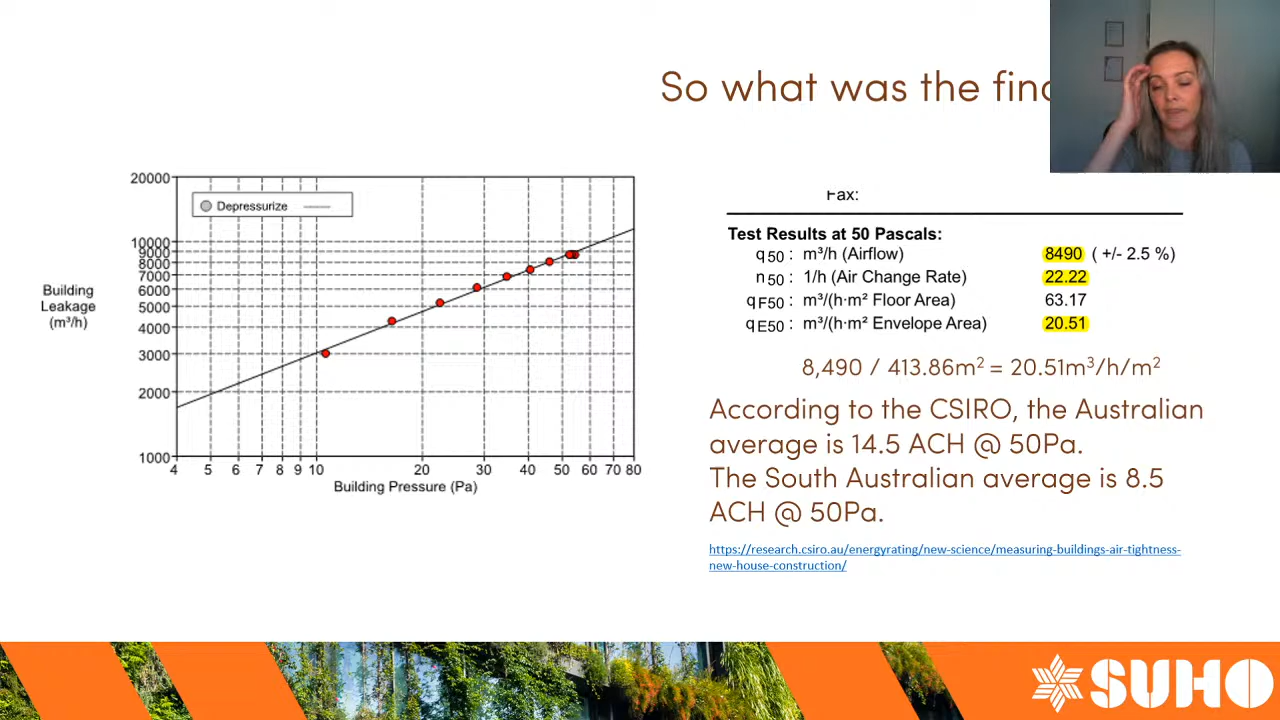 So what was the fin
20000
10000
9000
8000
7000
6000
5000
4000
3000
2000
1000
Depressurize
Building
Leakage
(m³/h)
4 5 6 7 8 9 10 20 30 40 50 60 70 80
Building Pressure (Pa)
Fax:
Test Results at 50 Pascals:
q50 : m³/h (Airflow) 8490 ( +/- 2.5 %)
n50 : 1/h (Air Change Rate) 22.22
qF50 : m³/(h·m² Floor Area) 63.17
qE50 : m³/(h·m² Envelope Area) 20.51
8,490 / 413.86m² = 20.51m³/h/m²
According to the CSIRO, the Australian
average is 14.5 ACH @ 50Pa.
The South Australian average is 8.5
ACH @ 50Pa.
https://research.csiro.au/energyrating/new-science/measuring-buildings-air-tightness-
new-house-construction/
SUHO